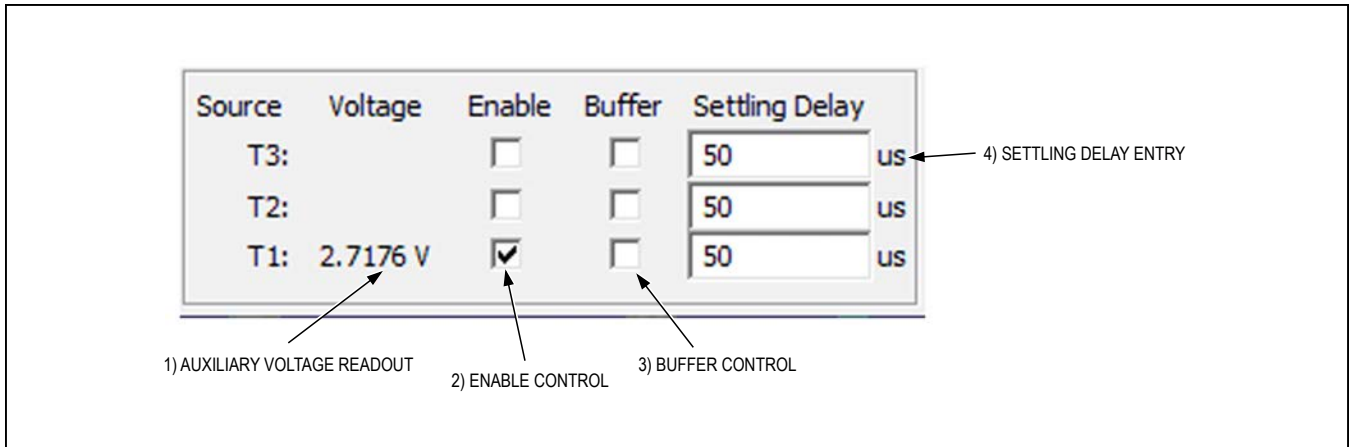 Source Voltage Enable Buffer Settling Delay
T3: 50 us
4) SETTLING DELAY ENTRY
T2: 50 us
T1: 2.7176 V 50 us
1) AUXILIARY VOLTAGE READOUT
2) ENABLE CONTROL
3) BUFFER CONTROL